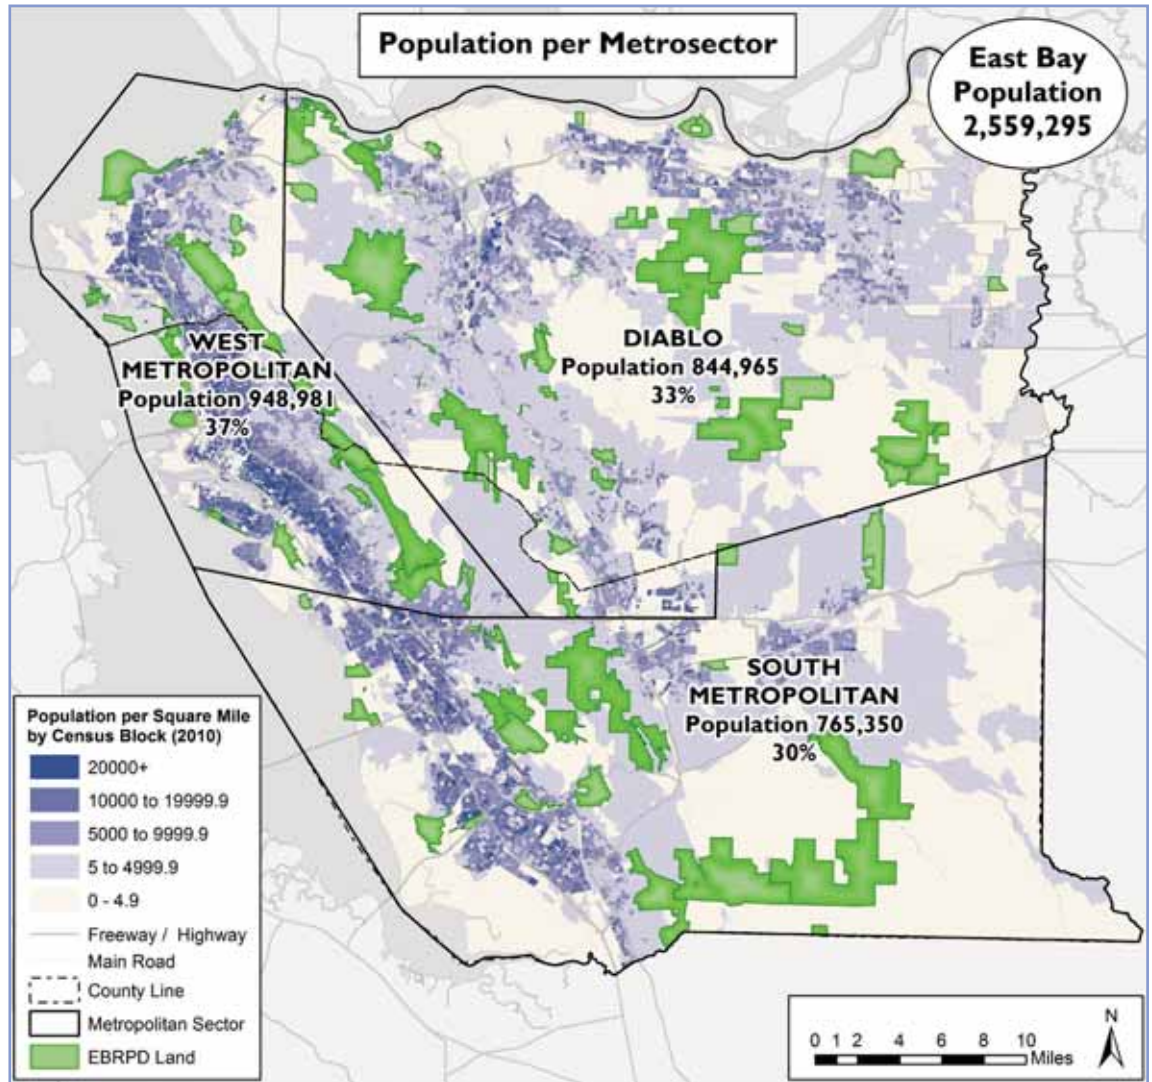 Population per Metrosector
East Bay
Population
2,559,295
WEST
METROPOLITAN
Population 948,981
37%
DIABLO
Population 844,965
33%
SOUTH
METROPOLITAN
Population 765,350
30%
Population per Square Mile
by Census Block (2010)
20000+
10000 to 19999.9
5000 to 9999.9
5 to 4999.9
0 - 4.9
Freeway / Highway
Main Road
County Line
Metropolitan Sector
EBRPD Land
N
0 1 2 4 6 8 10
Miles